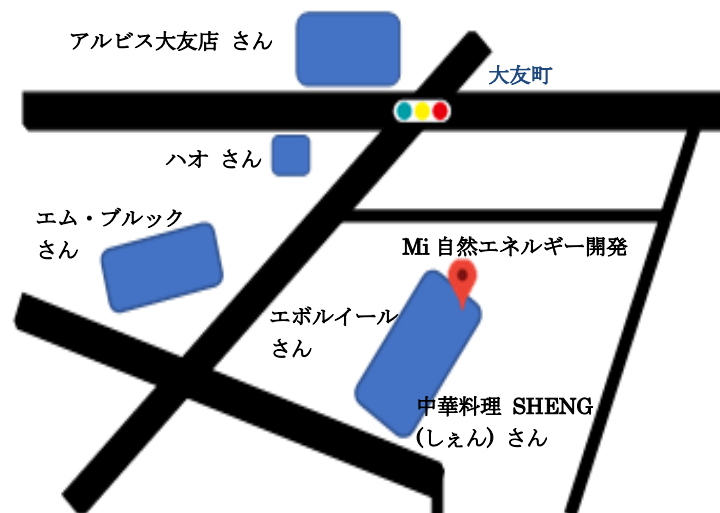 アルビス大友店 さん
大友町
ハオ さん
エム・ブルック
さん
Mi 自然エネルギー開発
エボルイール
さん
中華料理 SHENG
(しぇん) さん